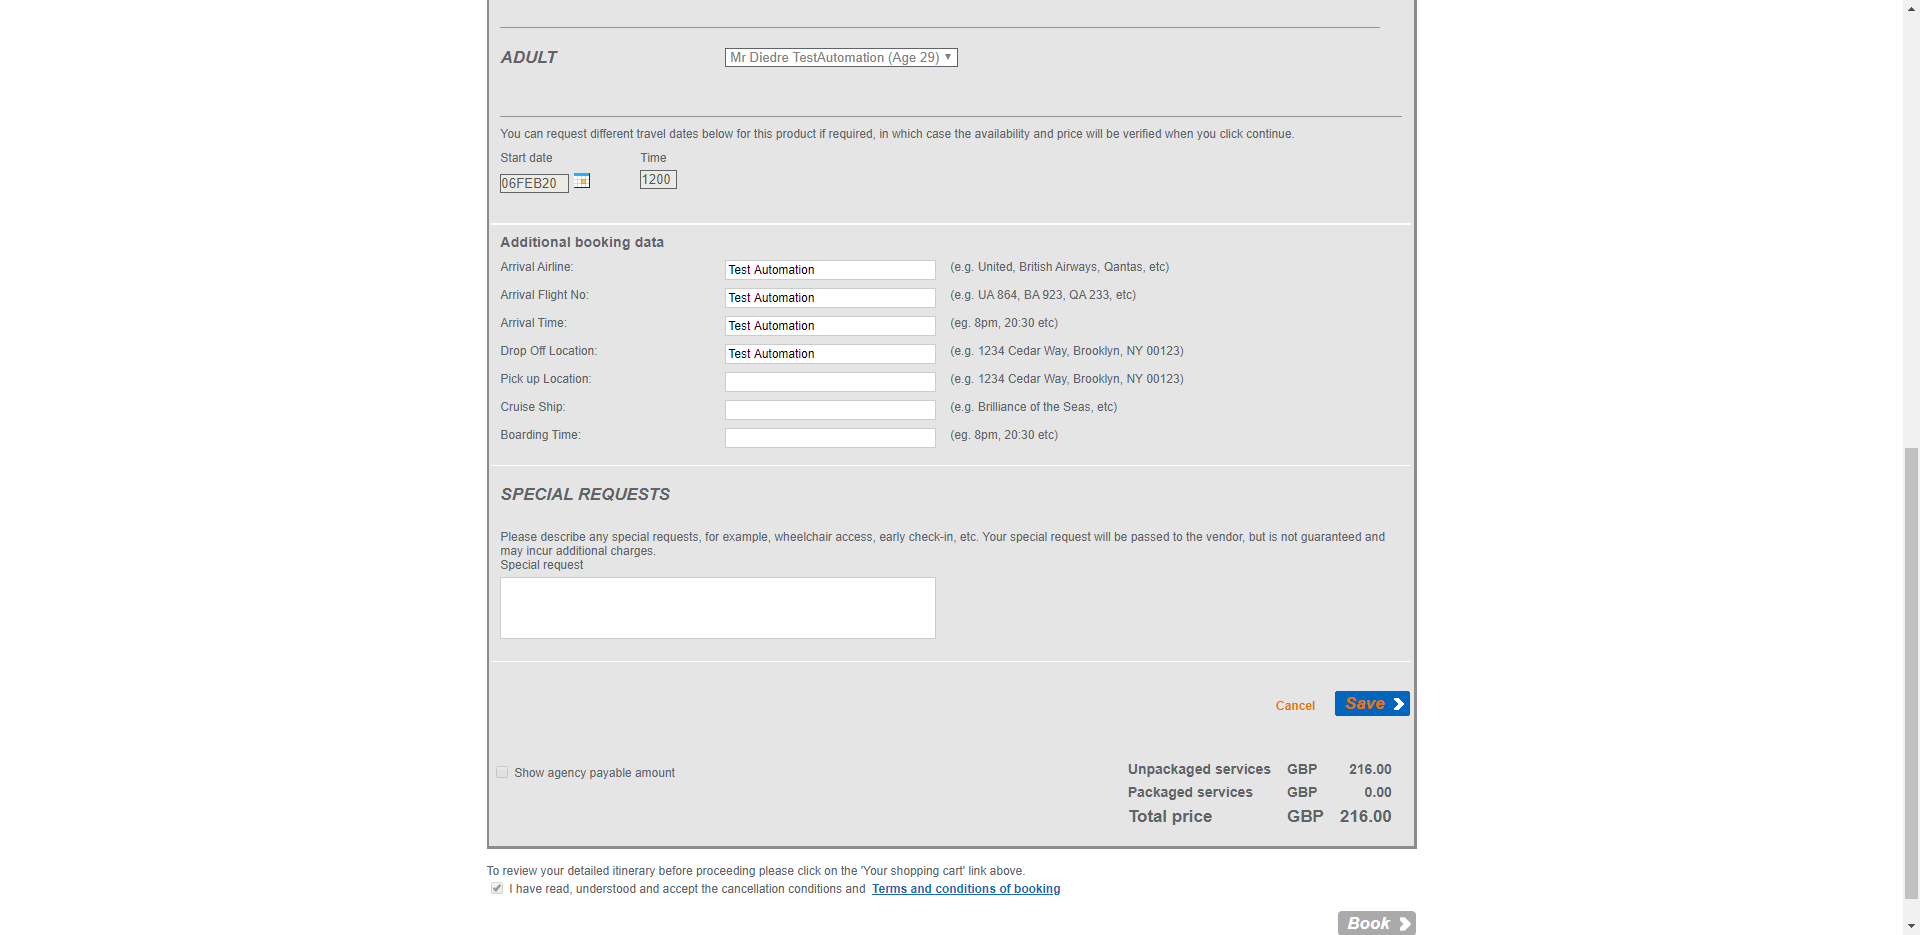 ADULT
Mr Diedre TestAutomation (Age 29)
You can request different travel dates below for this product if required, in which case the availability and price will be verified when you click continue.
Start date Time
06FEB20 1200
Additional booking data
Arrival Airline: Test Automation (e.g. United, British Airways, Qantas, etc)
Arrival Flight No: Test Automation (e.g. UA 864, BA 923, QA 233, etc)
Arrival Time: Test Automation (eg. 8pm, 20:30 etc)
Drop Off Location: Test Automation (e.g. 1234 Cedar Way, Brooklyn, NY 00123)
Pick up Location: (e.g. 1234 Cedar Way, Brooklyn, NY 00123)
Cruise Ship: (e.g. Brilliance of the Seas, etc)
Boarding Time: (eg. 8pm, 20:30 etc)
SPECIAL REQUESTS
Please describe any special requests, for example, wheelchair access, early check-in, etc. Your special request will be passed to the vendor, but is not guaranteed and
may incur additional charges.
Special request
Cancel Save
Show agency payable amount
Unpackaged services GBP 216.00
Packaged services GBP 0.00
Total price GBP 216.00
To review your detailed itinerary before proceeding please click on the 'Your shopping cart' link above.
I have read, understood and accept the cancellation conditions and Terms and conditions of booking
Book